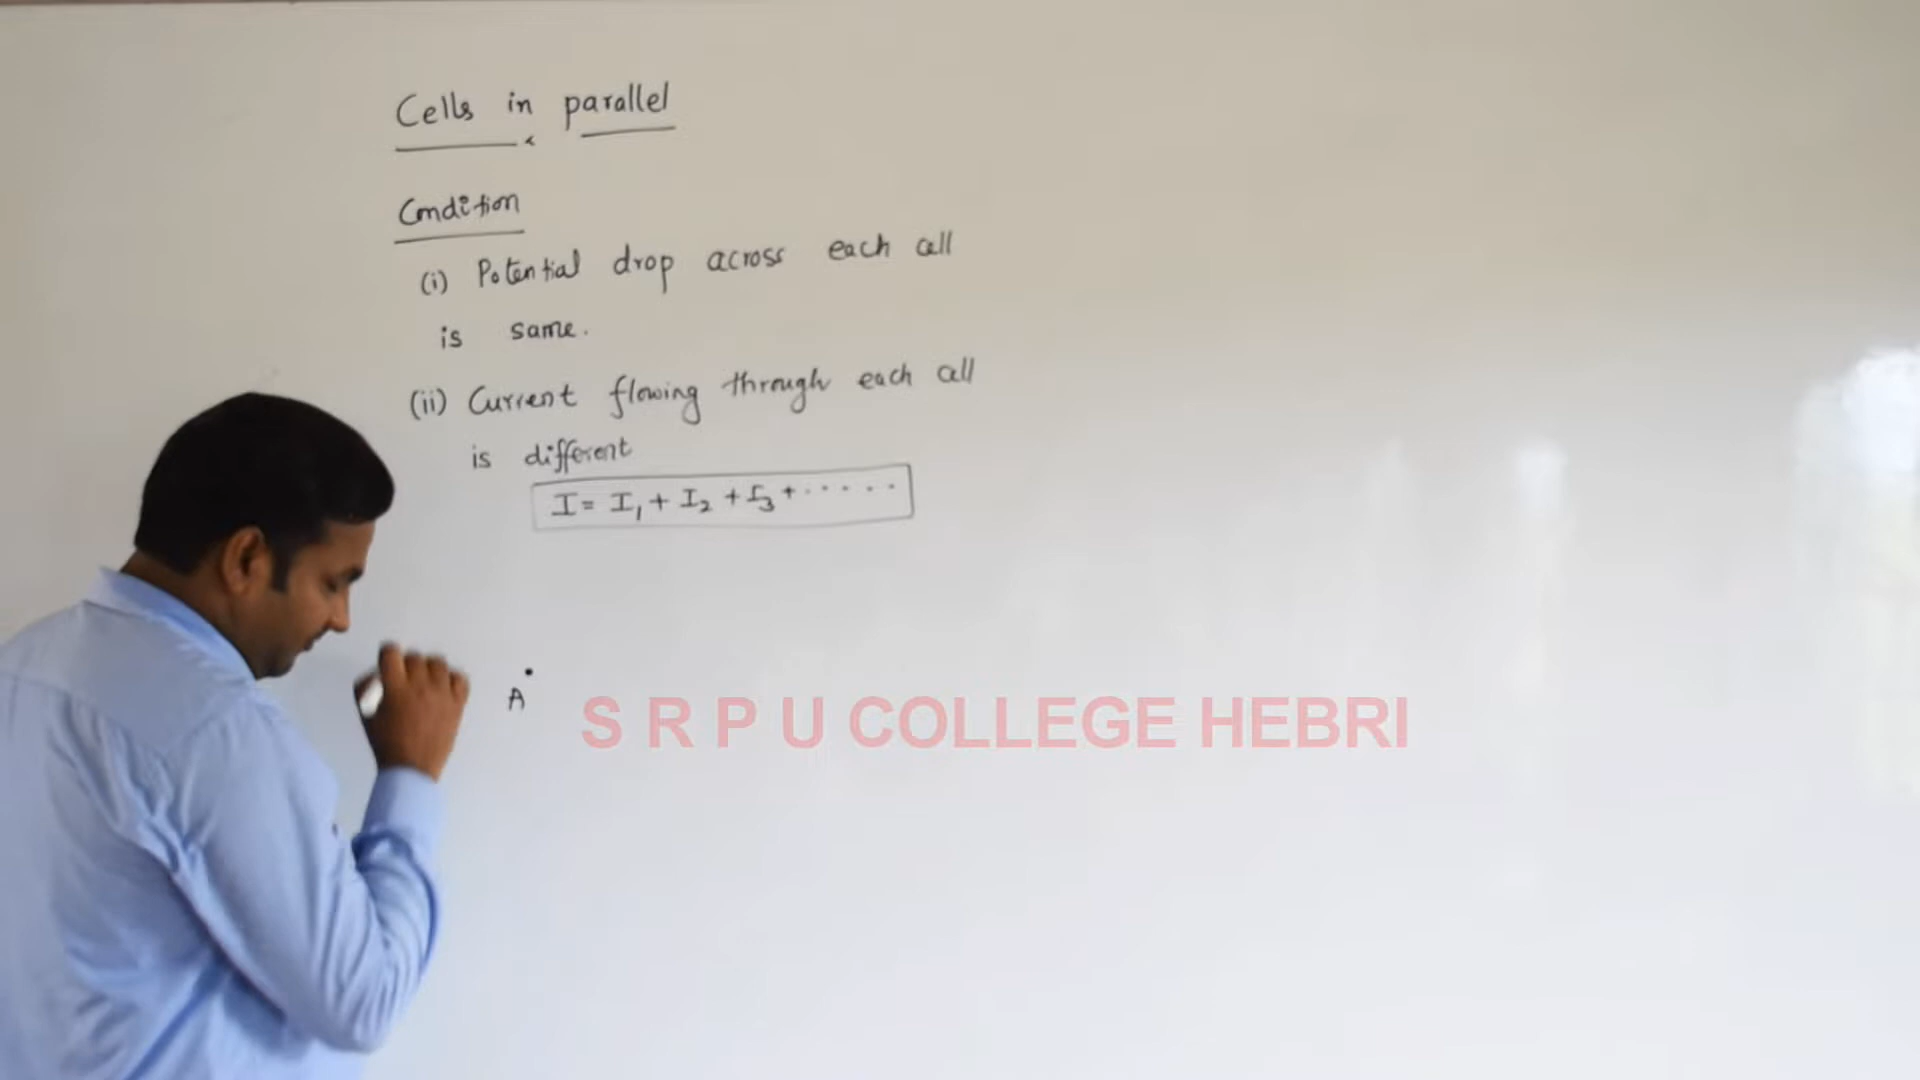 Cells in parallel
Condition
(i) Potential drop across each cell
is same.
(ii) Current flowing through each cell
is different
I = I₁ + I₂ + I₃ + . . . . .
A
S R P U COLLEGE HEBRI